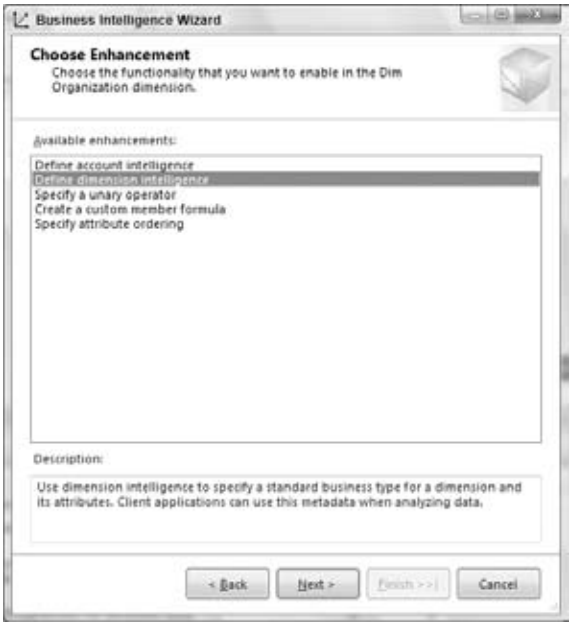 Business Intelligence Wizard
Choose Enhancement
Choose the functionality that you want to enable in the Dim
Organization dimension.
Available enhancements:
Define account intelligence
Define dimension intelligence
Specify a unary operator
Create a custom member formula
Specify attribute ordering
Description:
Use dimension intelligence to specify a standard business type for a dimension and
its attributes. Client applications can use this metadata when analyzing data.
< Back
Next >
Finish >>|
Cancel